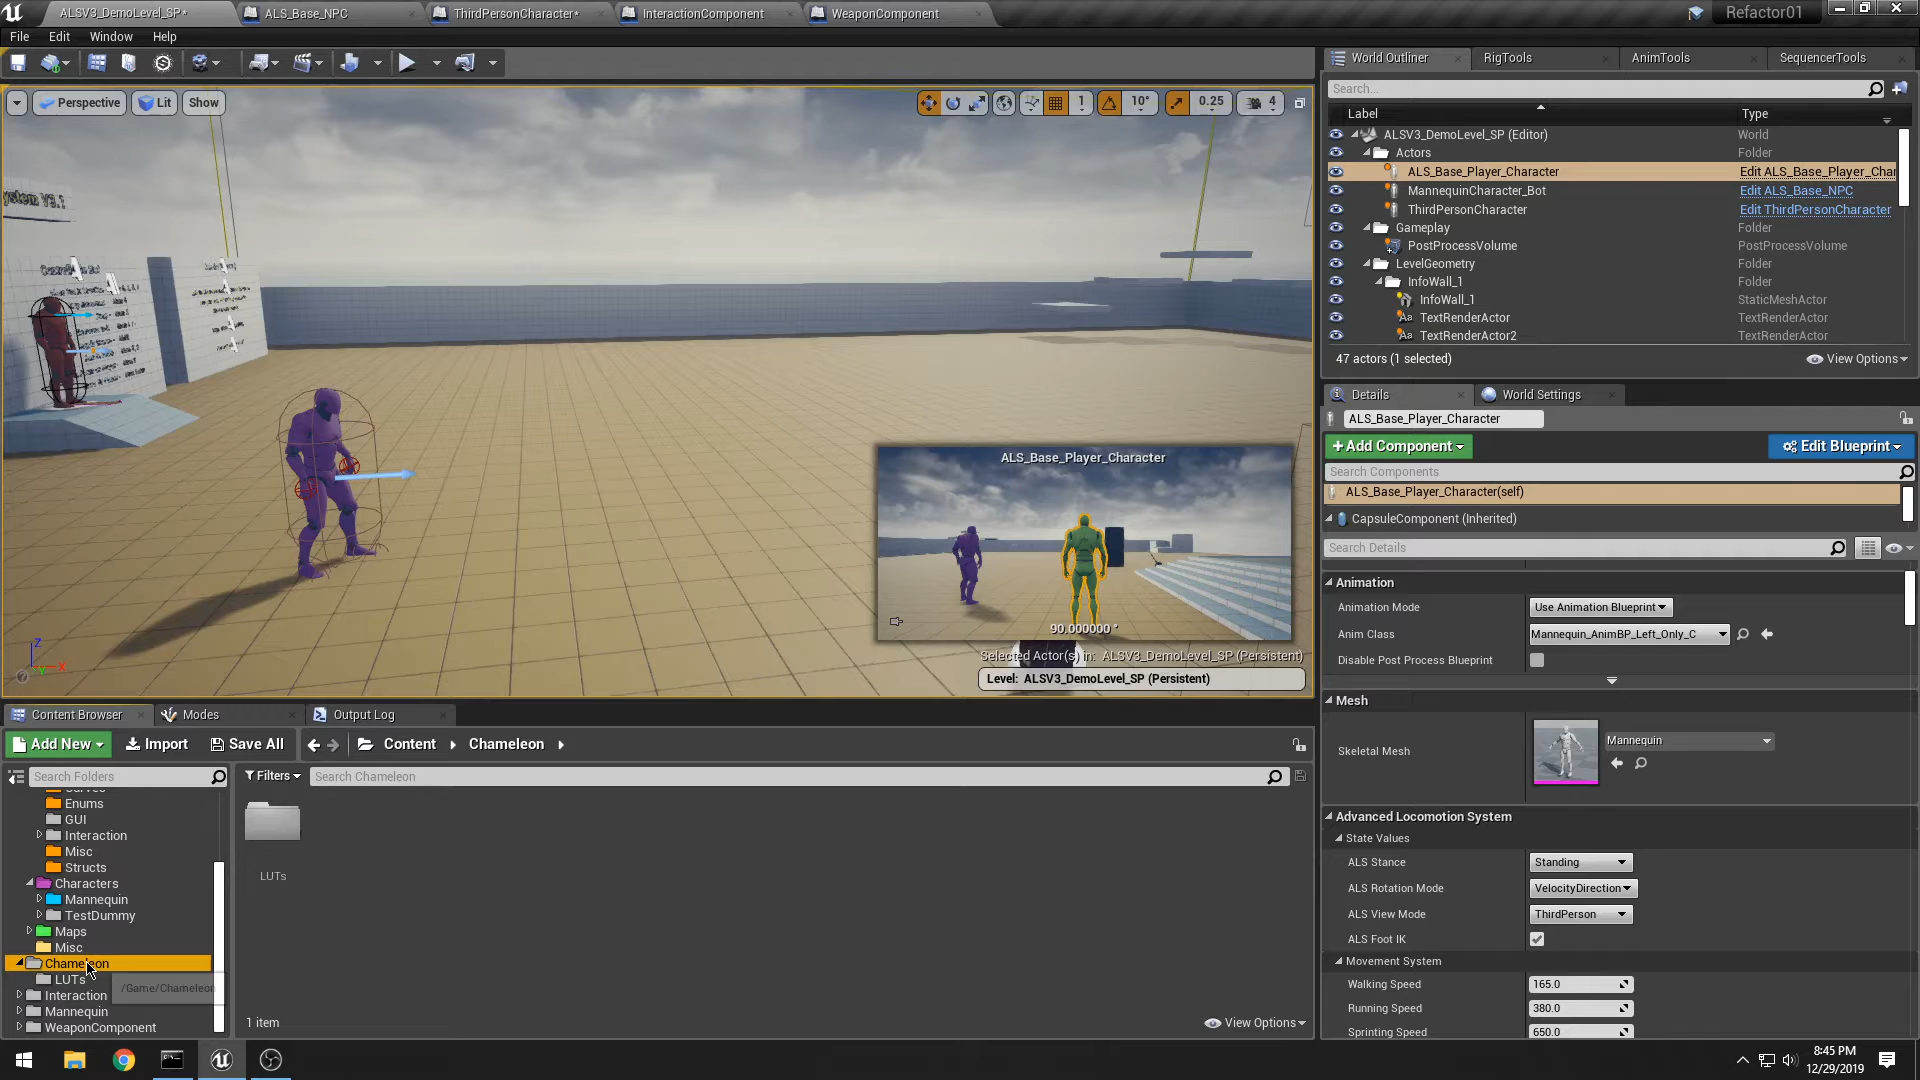 ALSV3_DemoLevel_SP*
ALS_Base_NPC
ThirdPersonCharacter*
InteractionComponent
WeaponComponent
Refactor01
File
Edit
Window
Help
World Outliner
RigTools
AnimTools
SequencerTools
Perspective
Lit
Show
1
10°
0.25
4
Search...
Label
Type
ALSV3_DemoLevel_SP (Editor)
World
Actors
Folder
ALS_Base_Player_Character
Edit ALS_Base_Player_Char
MannequinCharacter_Bot
Edit ALS_Base_NPC
ThirdPersonCharacter
Edit ThirdPersonCharacter
Gameplay
Folder
PostProcessVolume
PostProcessVolume
LevelGeometry
Folder
InfoWall_1
Folder
InfoWall_1
StaticMeshActor
TextRenderActor
TextRenderActor
TextRenderActor2
TextRenderActor
47 actors (1 selected)
View Options
ystem V3.1
ALS_Base_Player_Character
90.000000 °
Selected Actor(s) in: ALSV3_DemoLevel_SP (Persistent)
Level: ALSV3_DemoLevel_SP (Persistent)
Z
X
Details
World Settings
ALS_Base_Player_Character
+Add Component
Edit Blueprint
Search Components
ALS_Base_Player_Character(self)
CapsuleComponent (Inherited)
Search Details
Animation
Animation Mode
Use Animation Blueprint
Anim Class
Mannequin_AnimBP_Left_Only_C
Disable Post Process Blueprint
Mesh
Skeletal Mesh
Mannequin
Advanced Locomotion System
State Values
ALS Stance
Standing
ALS Rotation Mode
VelocityDirection
ALS View Mode
ThirdPerson
ALS Foot IK
Movement System
Walking Speed
165.0
Running Speed
380.0
Sprinting Speed
650.0
Content Browser
Modes
Output Log
Add New
Import
Save All
Content
Chameleon
Search Folders
Filters
Search Chameleon
Enums
GUI
Interaction
Misc
Structs
Characters
Mannequin
TestDummy
Maps
Misc
Chameleon
LUTs
/Game/Chameleon
Interaction
Mannequin
WeaponComponent
LUTs
1 item
View Options
8:45 PM
12/29/2019